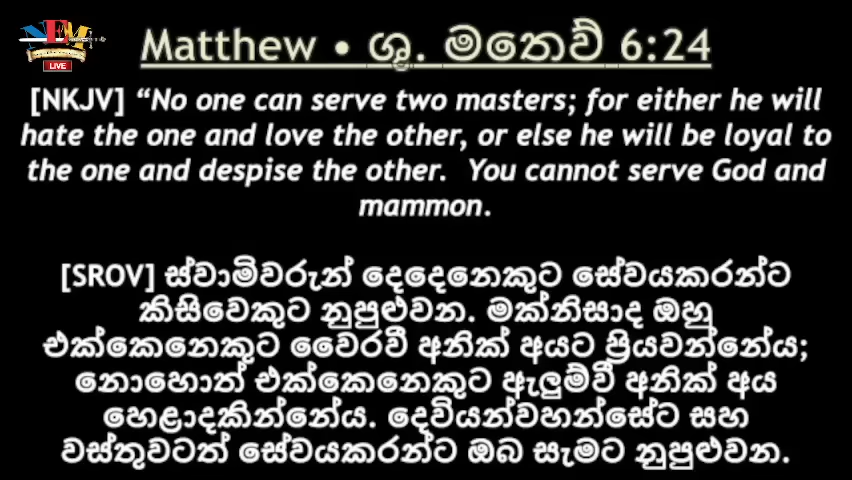 LIVE
Matthew • ශු. මතෙව් 6:24
[NKJV] “No one can serve two masters; for either he will
hate the one and love the other, or else he will be loyal to
the one and despise the other. You cannot serve God and
mammon.
[SROV] ස්වාමිවරුන් දෙදෙනෙකුට සේවයකරන්ට
කිසිවෙකුට නුපුළුවන. මක්නිසාද ඔහු
එක්කෙනෙකුට වෛරවී අනික් අයට ප්‍රියවන්නේය;
නොහොත් එක්කෙනෙකුට ඇලුම්වී අනික් අය
හෙළාදකින්නේය. දෙවියන්වහන්සේට සහ
වස්තුවටත් සේවයකරන්ට ඔබ සැමට නුපුළුවන.